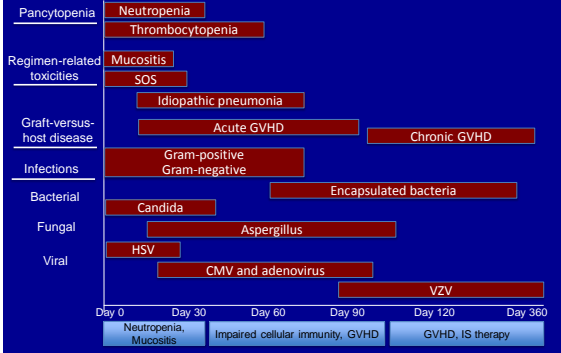 Pancytopenia
Neutropenia
Thrombocytopenia
Regimen-related
toxicities
Mucositis
SOS
Idiopathic pneumonia
Graft-versus-
host disease
Acute GVHD
Chronic GVHD
Infections
Gram-positive
Gram-negative
Bacterial
Encapsulated bacteria
Candida
Fungal
Aspergillus
Viral
HSV
CMV and adenovirus
VZV
Day 0 Day 30 Day 60 Day 90 Day 120 Day 360
Neutropenia,
Mucositis
Impaired cellular immunity, GVHD
GVHD, IS therapy